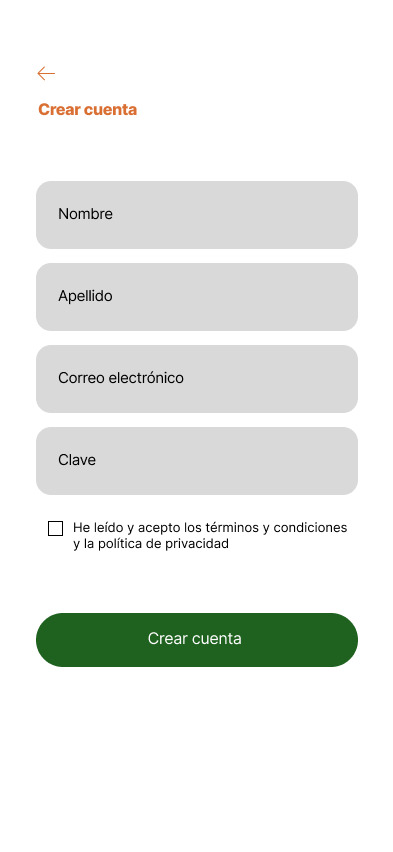 Crear cuenta
Nombre
Apellido
Correo electrónico
Clave
He leído y acepto los términos y condiciones
y la política de privacidad
Crear cuenta